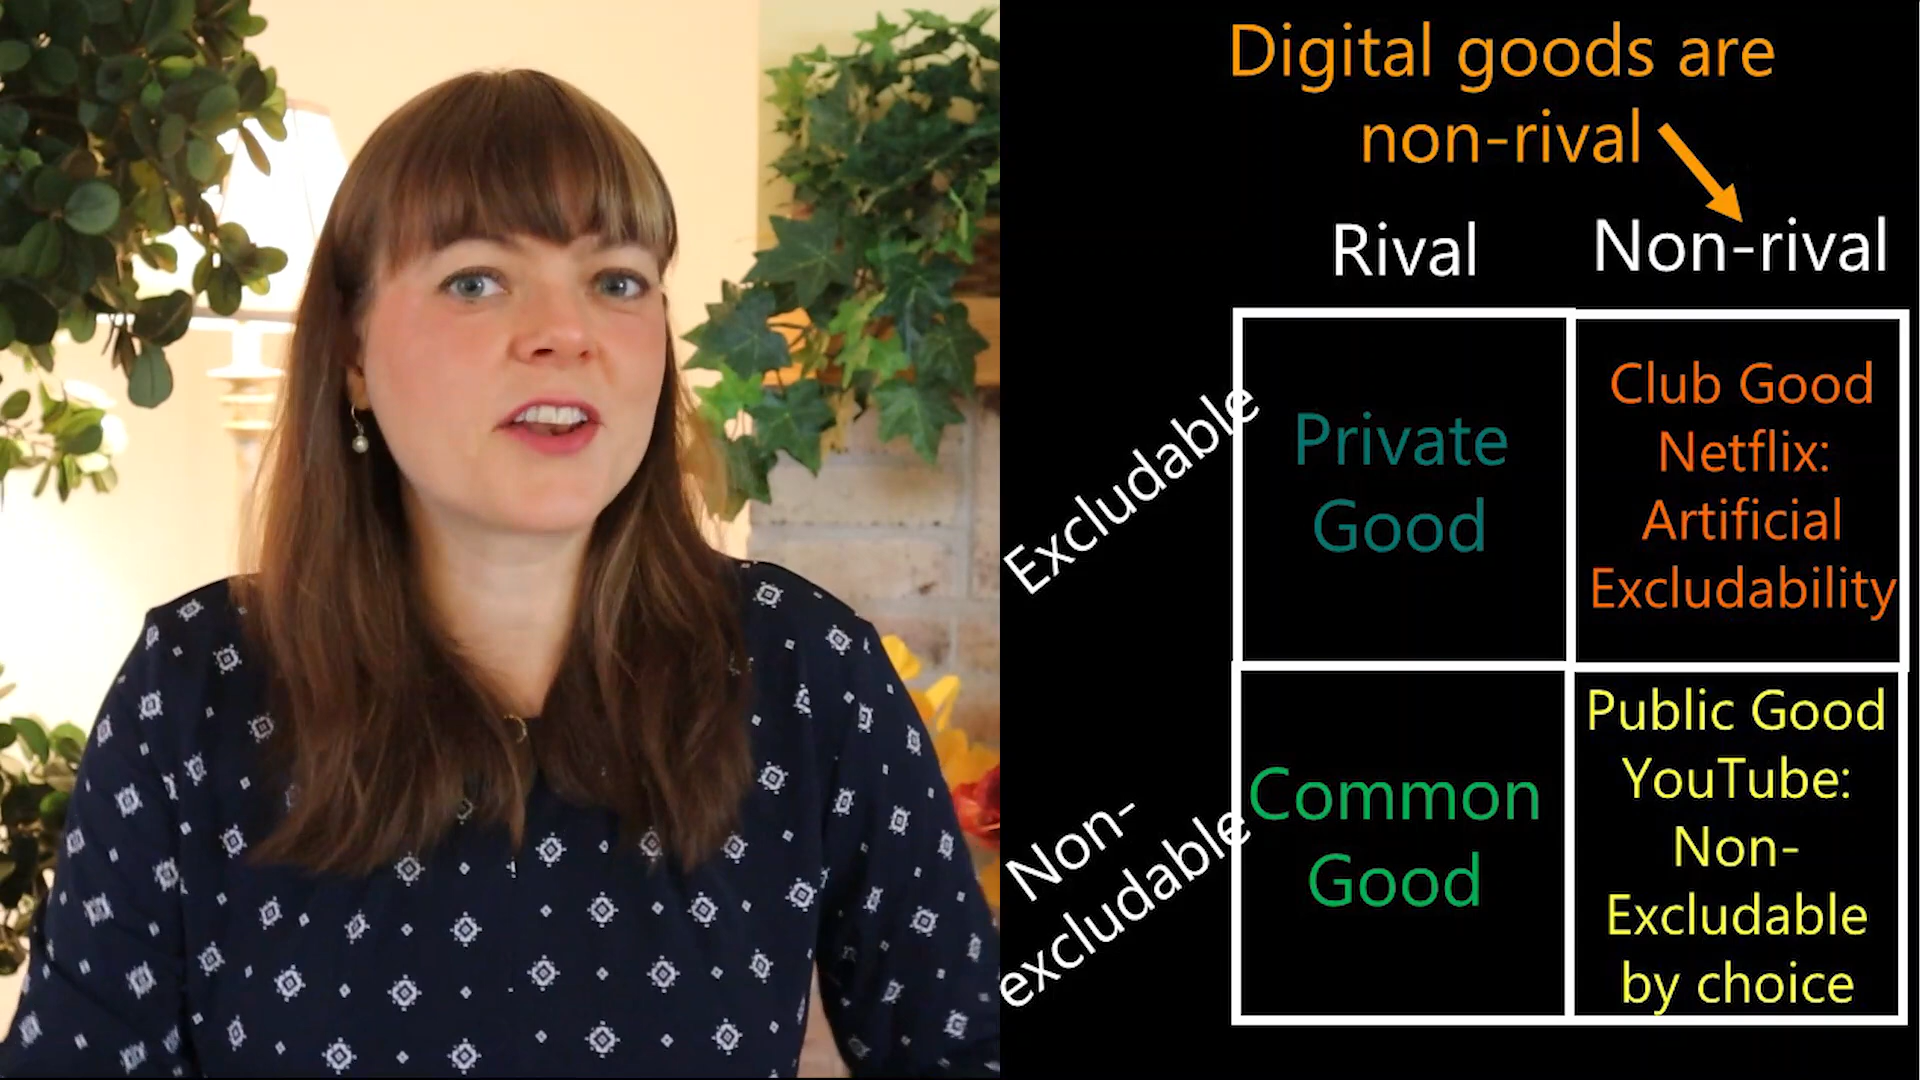 Digital goods are
non-rival
Rival
Non-rival
Excludable
Private
Good
Club Good
Netflix:
Artificial
Excludability
Non-
excludable
Common
Good
Public Good
YouTube:
Non-
Excludable
by choice